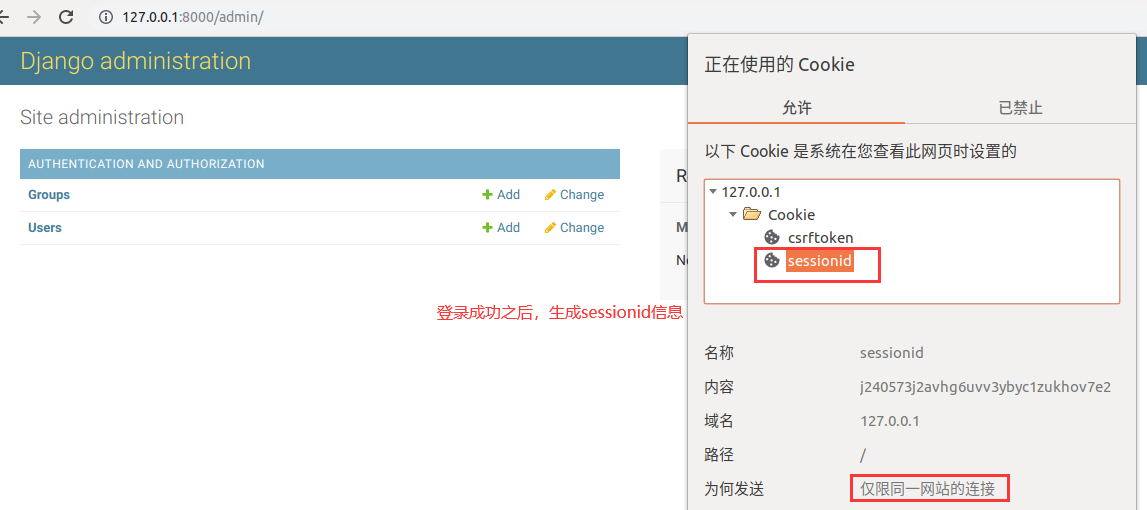 127.0.0.1:8000/admin/
Django administration
Site administration
AUTHENTICATION AND AUTHORIZATION
Groups
Add
Change
Users
Add
Change
登录成功之后，生成sessionid信息
正在使用的 Cookie
允许
已禁止
以下 Cookie 是系统在您查看此网页时设置的
127.0.0.1
Cookie
csrftoken
sessionid
名称 sessionid
内容 j240573j2avhg6uvv3ybyc1zukhov7e2
域名 127.0.0.1
路径 /
为何发送 仅限同一网站的连接